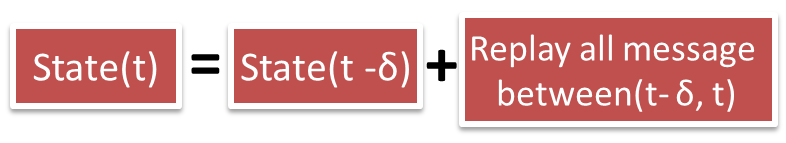 State(t) = State(t -δ) + Replay all message
between(t- δ, t)